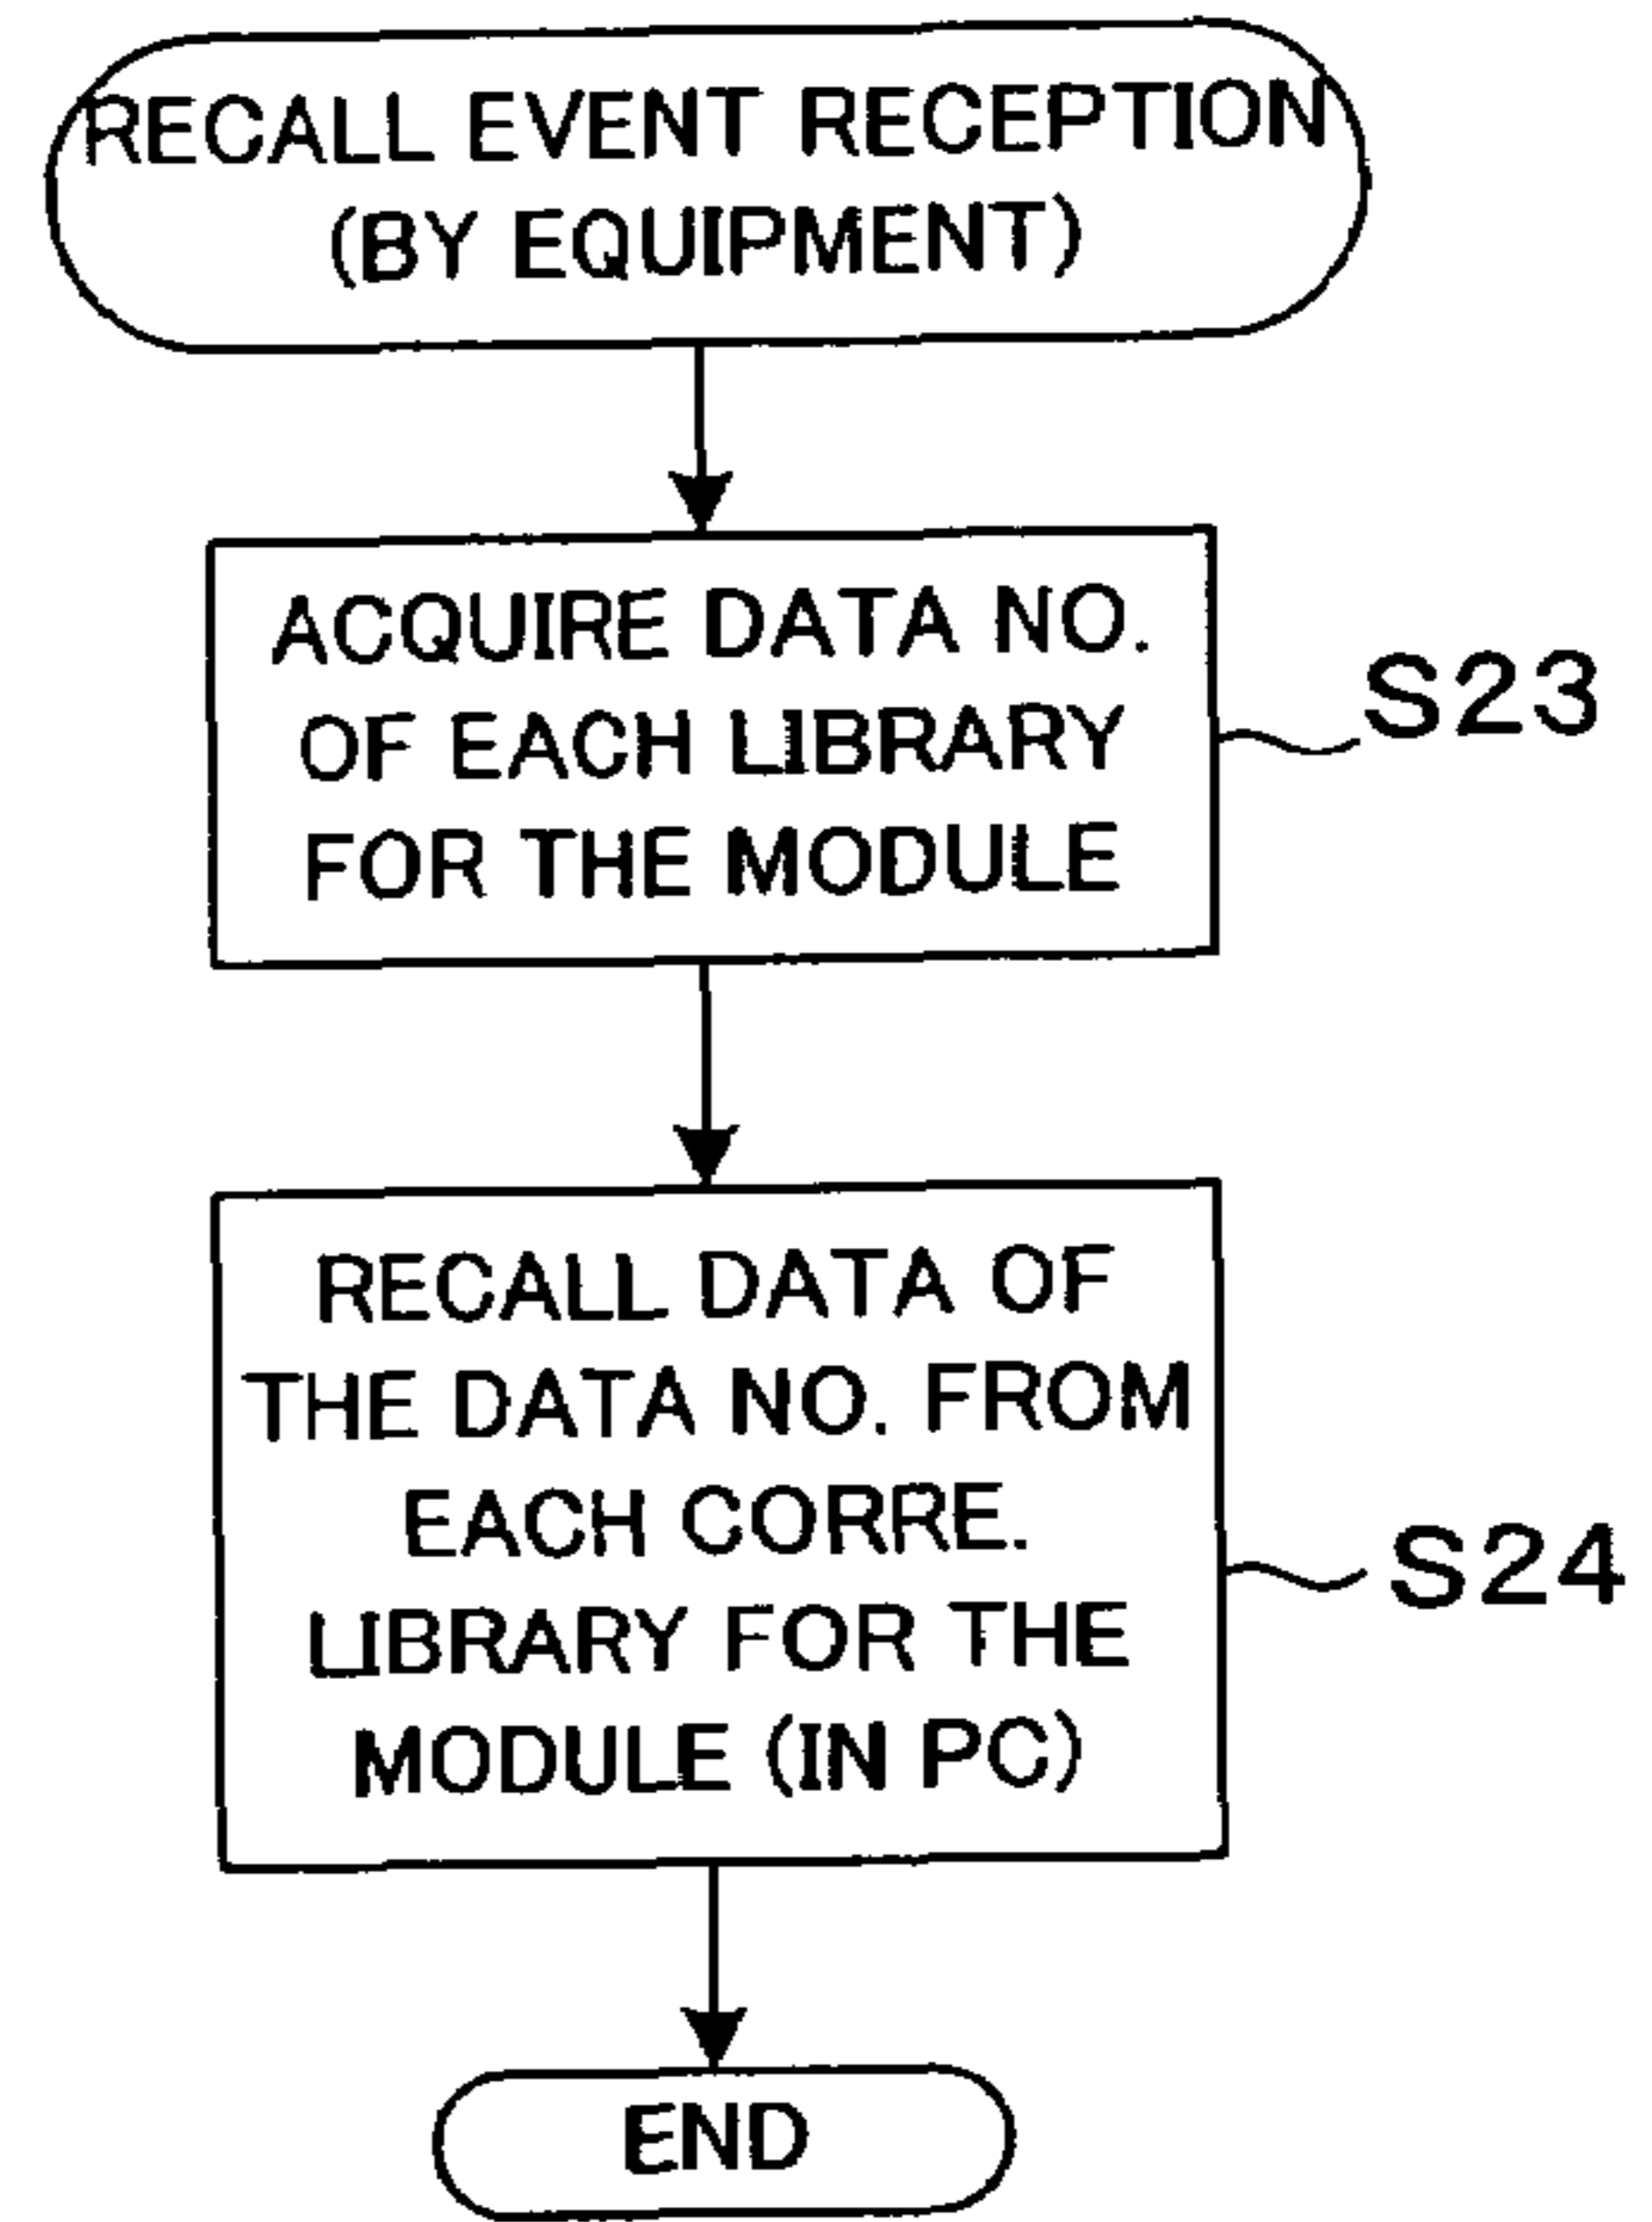 RECALL EVENT RECEPTION
(BY EQUIPMENT)
ACQUIRE DATA NO.
OF EACH LIBRARY
FOR THE MODULE
S23
RECALL DATA OF
THE DATA NO. FROM
EACH CORRE.
LIBRARY FOR THE
MODULE (IN PC)
S24
END